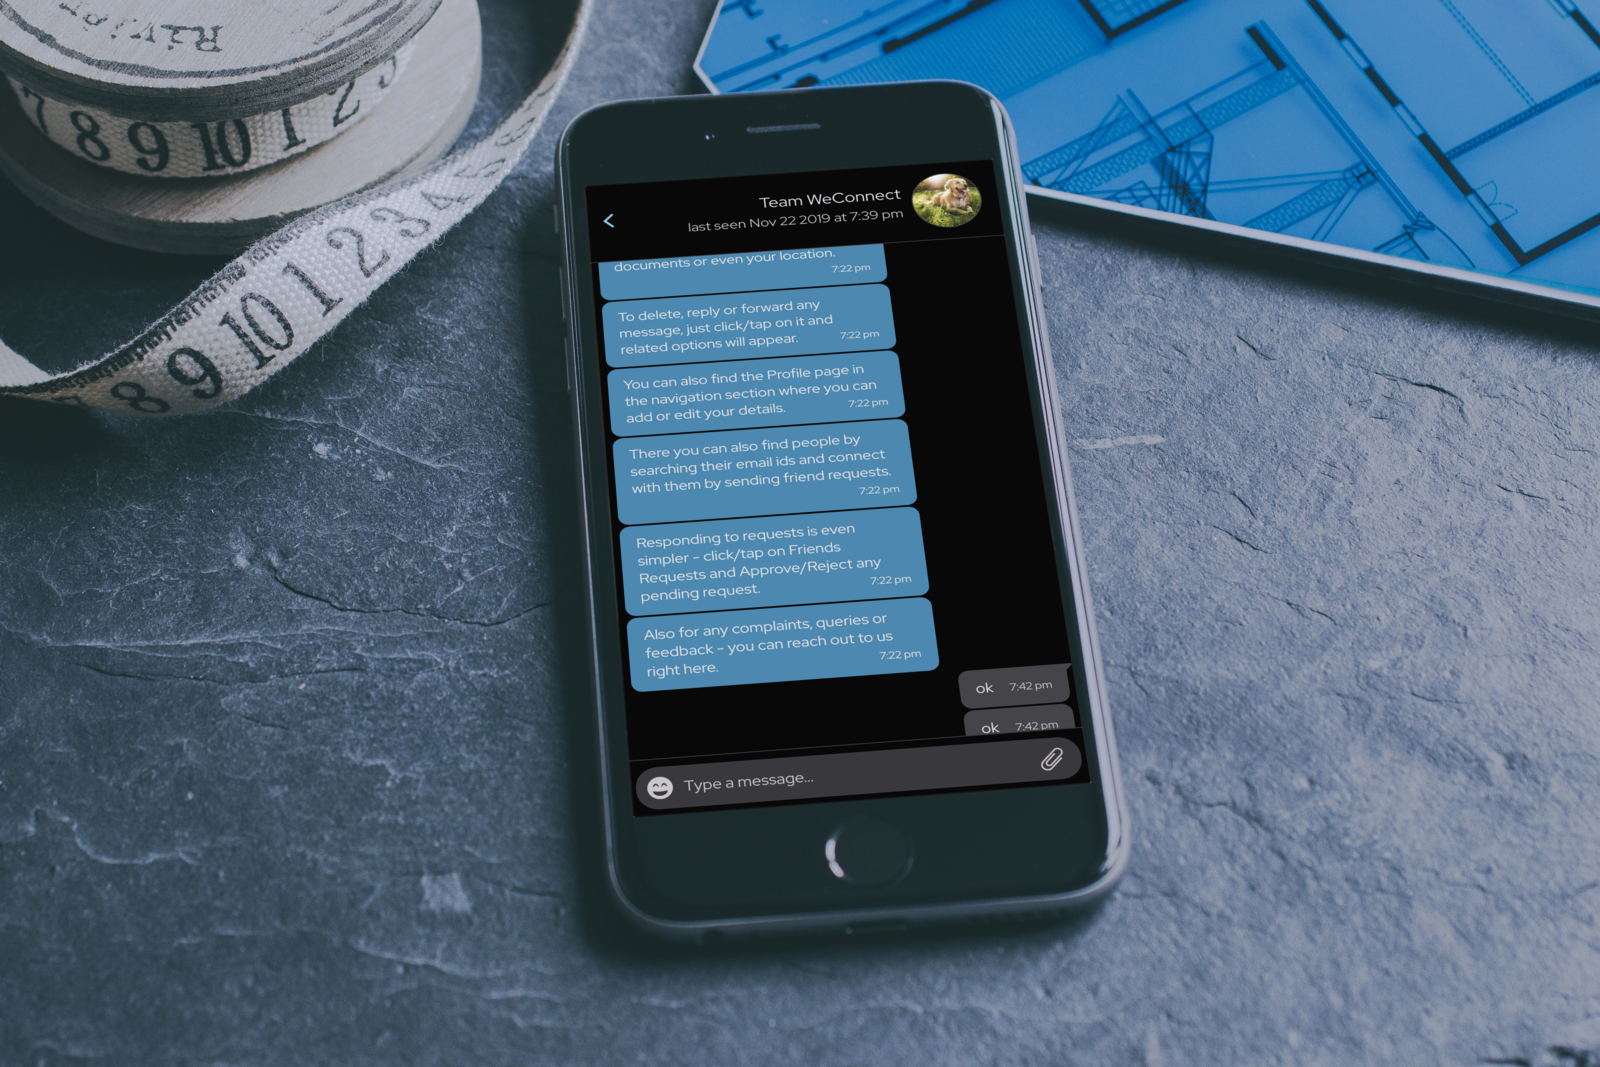 Rivièr
7 8 9 10 1 2 3
8 9 10 1 2 3 4 5 6
Team WeConnect
last seen Nov 22 2019 at 7:39 pm
documents or even your location.
7:22 pm
To delete, reply or forward any
message, just click/tap on it and
related options will appear. 7:22 pm
You can also find the Profile page in
the navigation section where you can
add or edit your details. 7:22 pm
There you can also find people by
searching their email ids and connect
with them by sending friend requests.
7:22 pm
Responding to requests is even
simpler - click/tap on Friends
Requests and Approve/Reject any
pending request. 7:22 pm
Also for any complaints, queries or
feedback - you can reach out to us
right here. 7:22 pm
ok 7:42 pm
ok 7:42 pm
Type a message...